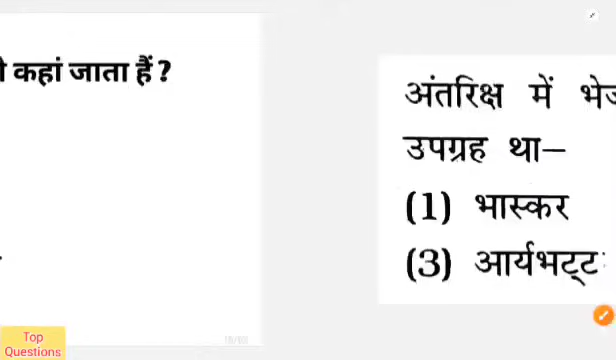 कहां जाता हैं ?
अंतरिक्ष में
उपग्रह था–
(1) भास्कर
(3) आर्यभट्ट
Top
Questions